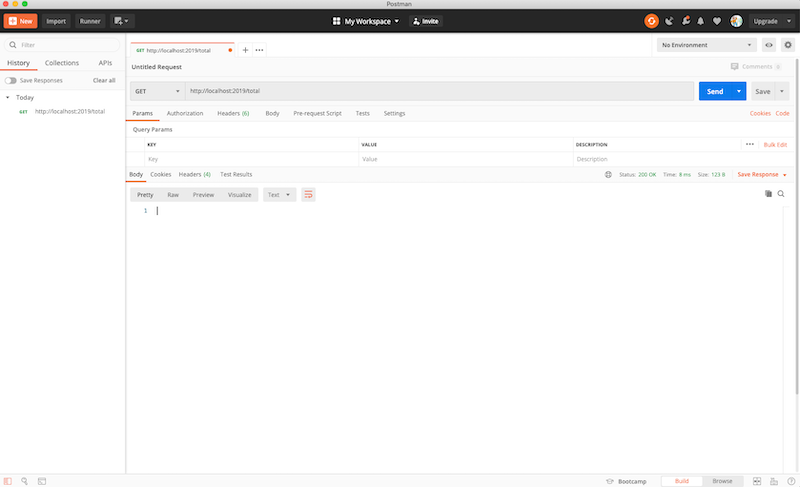 Postman
New Import Runner My Workspace Invite Upgrade
Filter
History Collections APIs
Save Responses Clear all
Today
GET http://localhost:2019/total
GET http://localhost:2019/total
No Environment
Untitled Request
Comments 0
GET http://localhost:2019/total Send Save
Params Authorization Headers (6) Body Pre-request Script Tests Settings Cookies Code
Query Params
KEY VALUE DESCRIPTION Bulk Edit
Key Value Description
Body Cookies Headers (4) Test Results Status: 200 OK Time: 8 ms Size: 123 B Save Response
Pretty Raw Preview Visualize Text
1
Bootcamp Build Browse